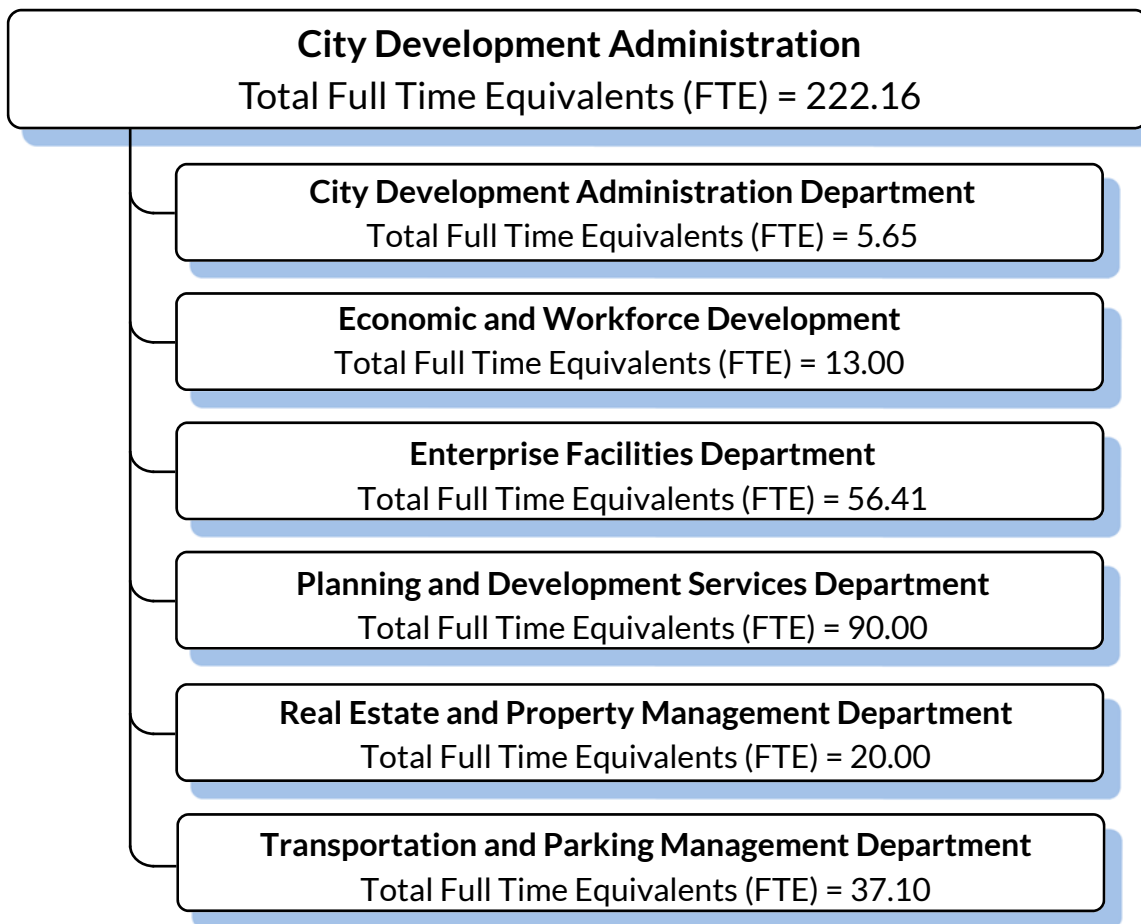 City Development Administration
Total Full Time Equivalents (FTE) = 222.16
City Development Administration Department
Total Full Time Equivalents (FTE) = 5.65
Economic and Workforce Development
Total Full Time Equivalents (FTE) = 13.00
Enterprise Facilities Department
Total Full Time Equivalents (FTE) = 56.41
Planning and Development Services Department
Total Full Time Equivalents (FTE) = 90.00
Real Estate and Property Management Department
Total Full Time Equivalents (FTE) = 20.00
Transportation and Parking Management Department
Total Full Time Equivalents (FTE) = 37.10